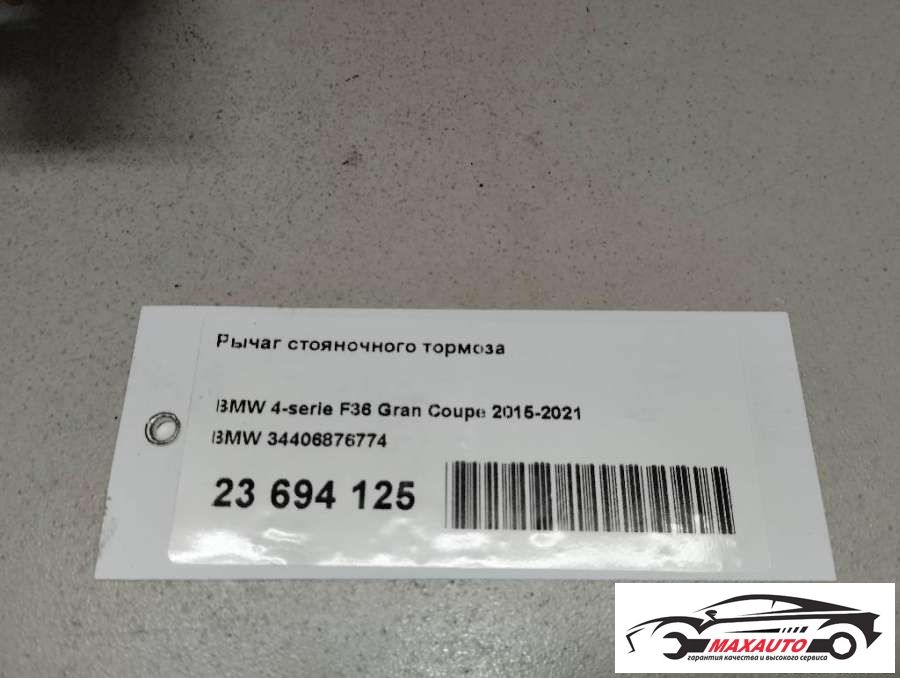 Рычаг стояночного тормоза
BMW 4-serie F36 Gran Coupe 2015-2021
BMW 34406876774
23 694 125
MAXAUTO
гарантия качества и высокого сервиса